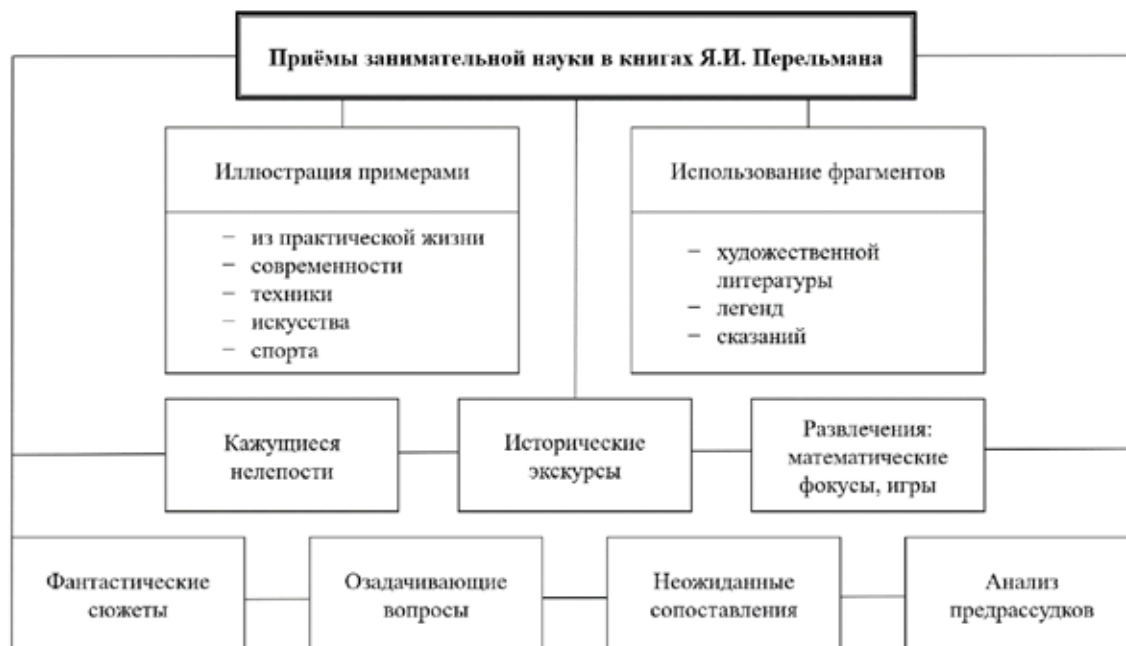 Приёмы занимательной науки в книгах Я.И. Перельмана
Иллюстрация примерами
− из практической жизни
− современности
− техники
− искусства
− спорта
Использование фрагментов
− художественной
литературы
− легенд
− сказаний
Кажущиеся
нелепости
Исторические
экскурсы
Развлечения:
математические
фокусы, игры
Фантастические
сюжеты
Озадачивающие
вопросы
Неожиданные
сопоставления
Анализ
предрассудков